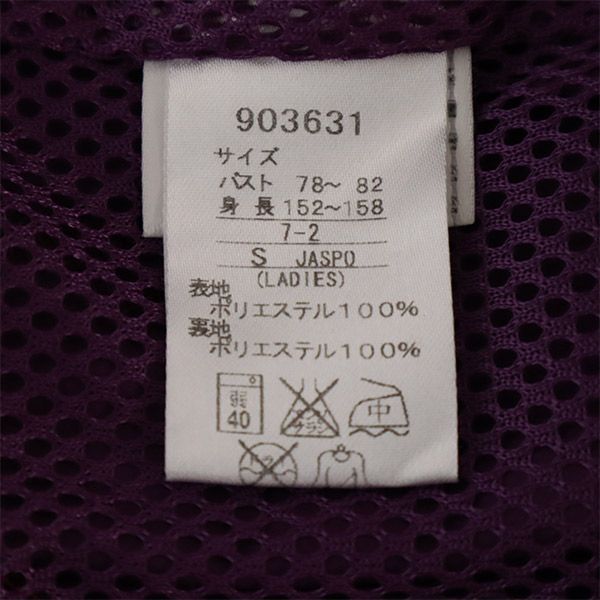 903631
サイズ
バスト 78～ 82
身 長 152～158
7-2
S JASPO
(LADIES)
表地
ポリエステル100%
裏地
ポリエステル100%
40
中